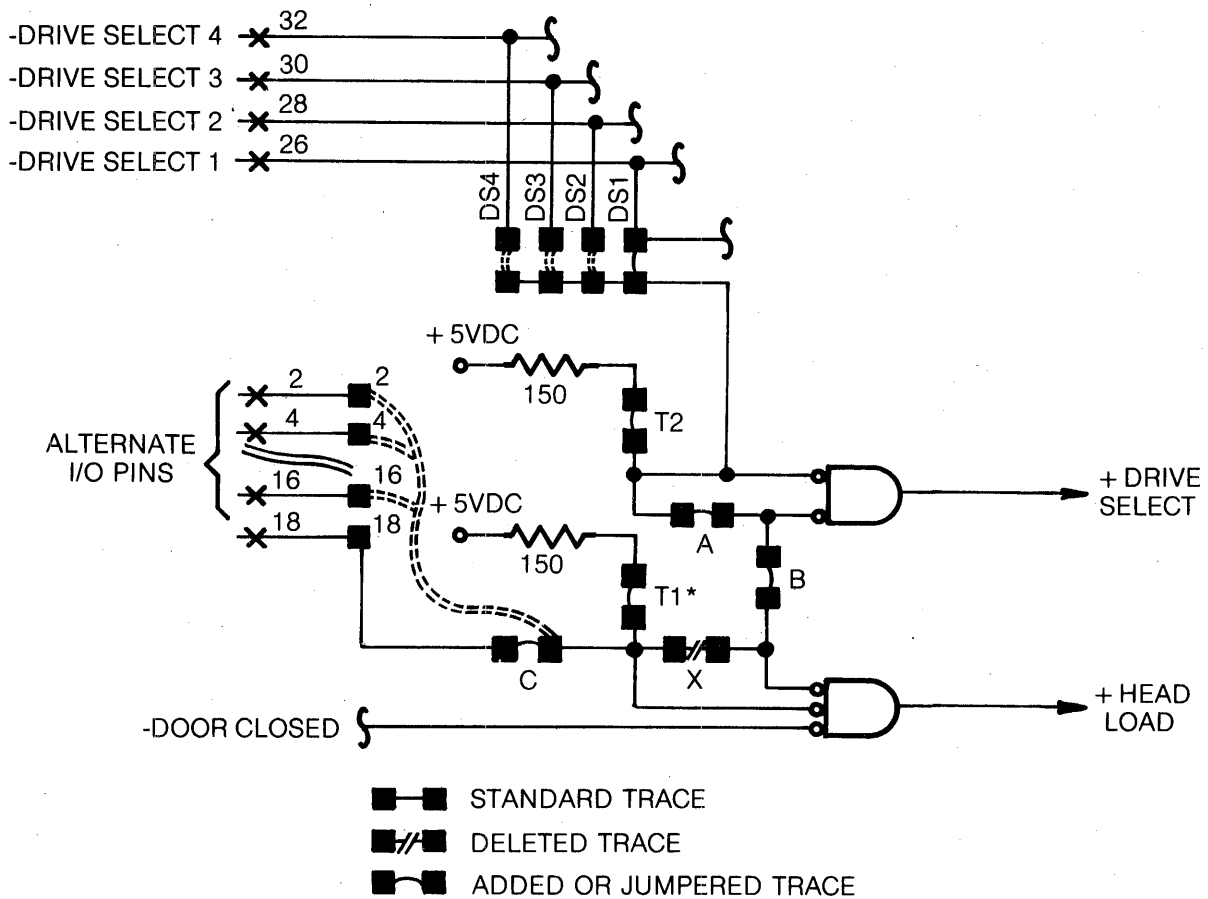 -DRIVE SELECT 4 32
-DRIVE SELECT 3 30
-DRIVE SELECT 2 28
-DRIVE SELECT 1 26
DS4
DS3
DS2
DS1
+ 5VDC
150
T2
ALTERNATE
I/O PINS
2 2
4 4
16 16
18 18
+ 5VDC
150
T1*
A
B
C
X
+ DRIVE
SELECT
+ HEAD
LOAD
-DOOR CLOSED
STANDARD TRACE
DELETED TRACE
ADDED OR JUMPERED TRACE